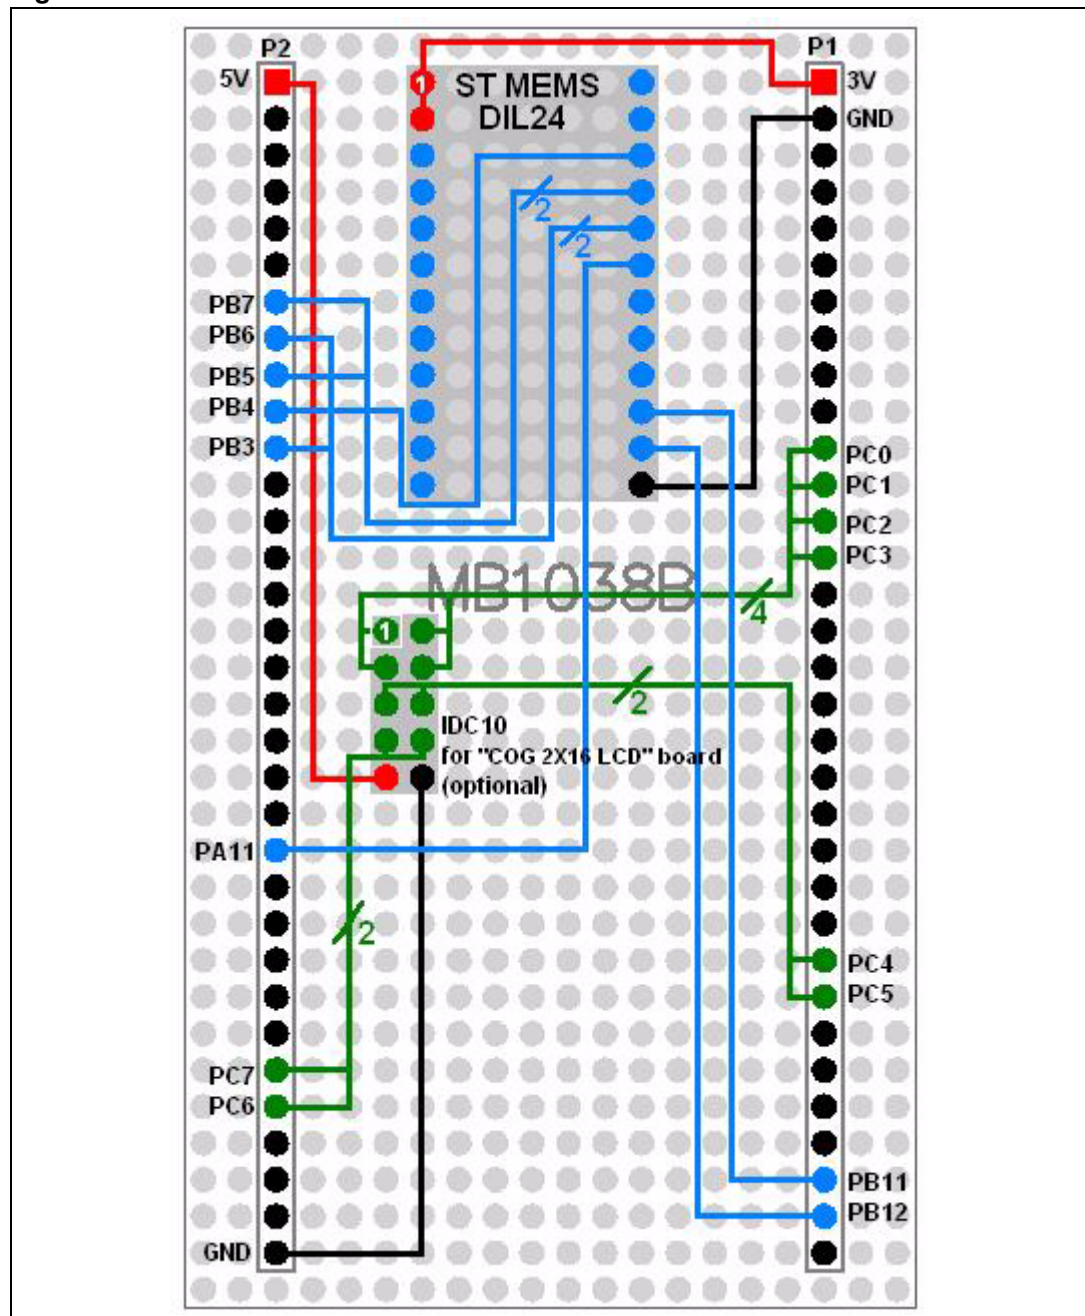 P2
P1
5V
1
ST MEMS
DIL24
3V
GND
2
2
PB7
PB6
PB5
PB4
PB3
PC0
PC1
PC2
PC3
MB1038B
4
1
2
IDC10
for "COG 2X16 LCD" board
(optional)
PA11
2
PC4
PC5
PC7
PC6
PB11
PB12
GND